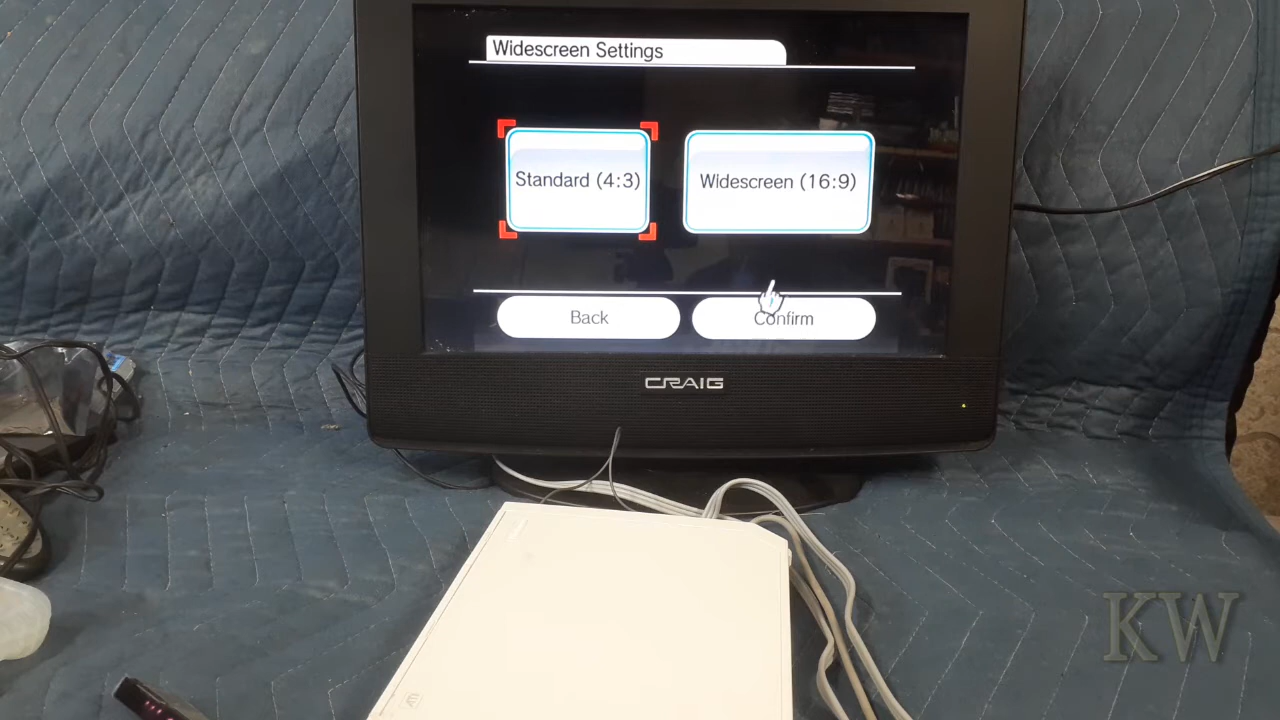 Widescreen Settings
Standard (4:3)
Widescreen (16:9)
Back
Confirm
CRAIG
KW